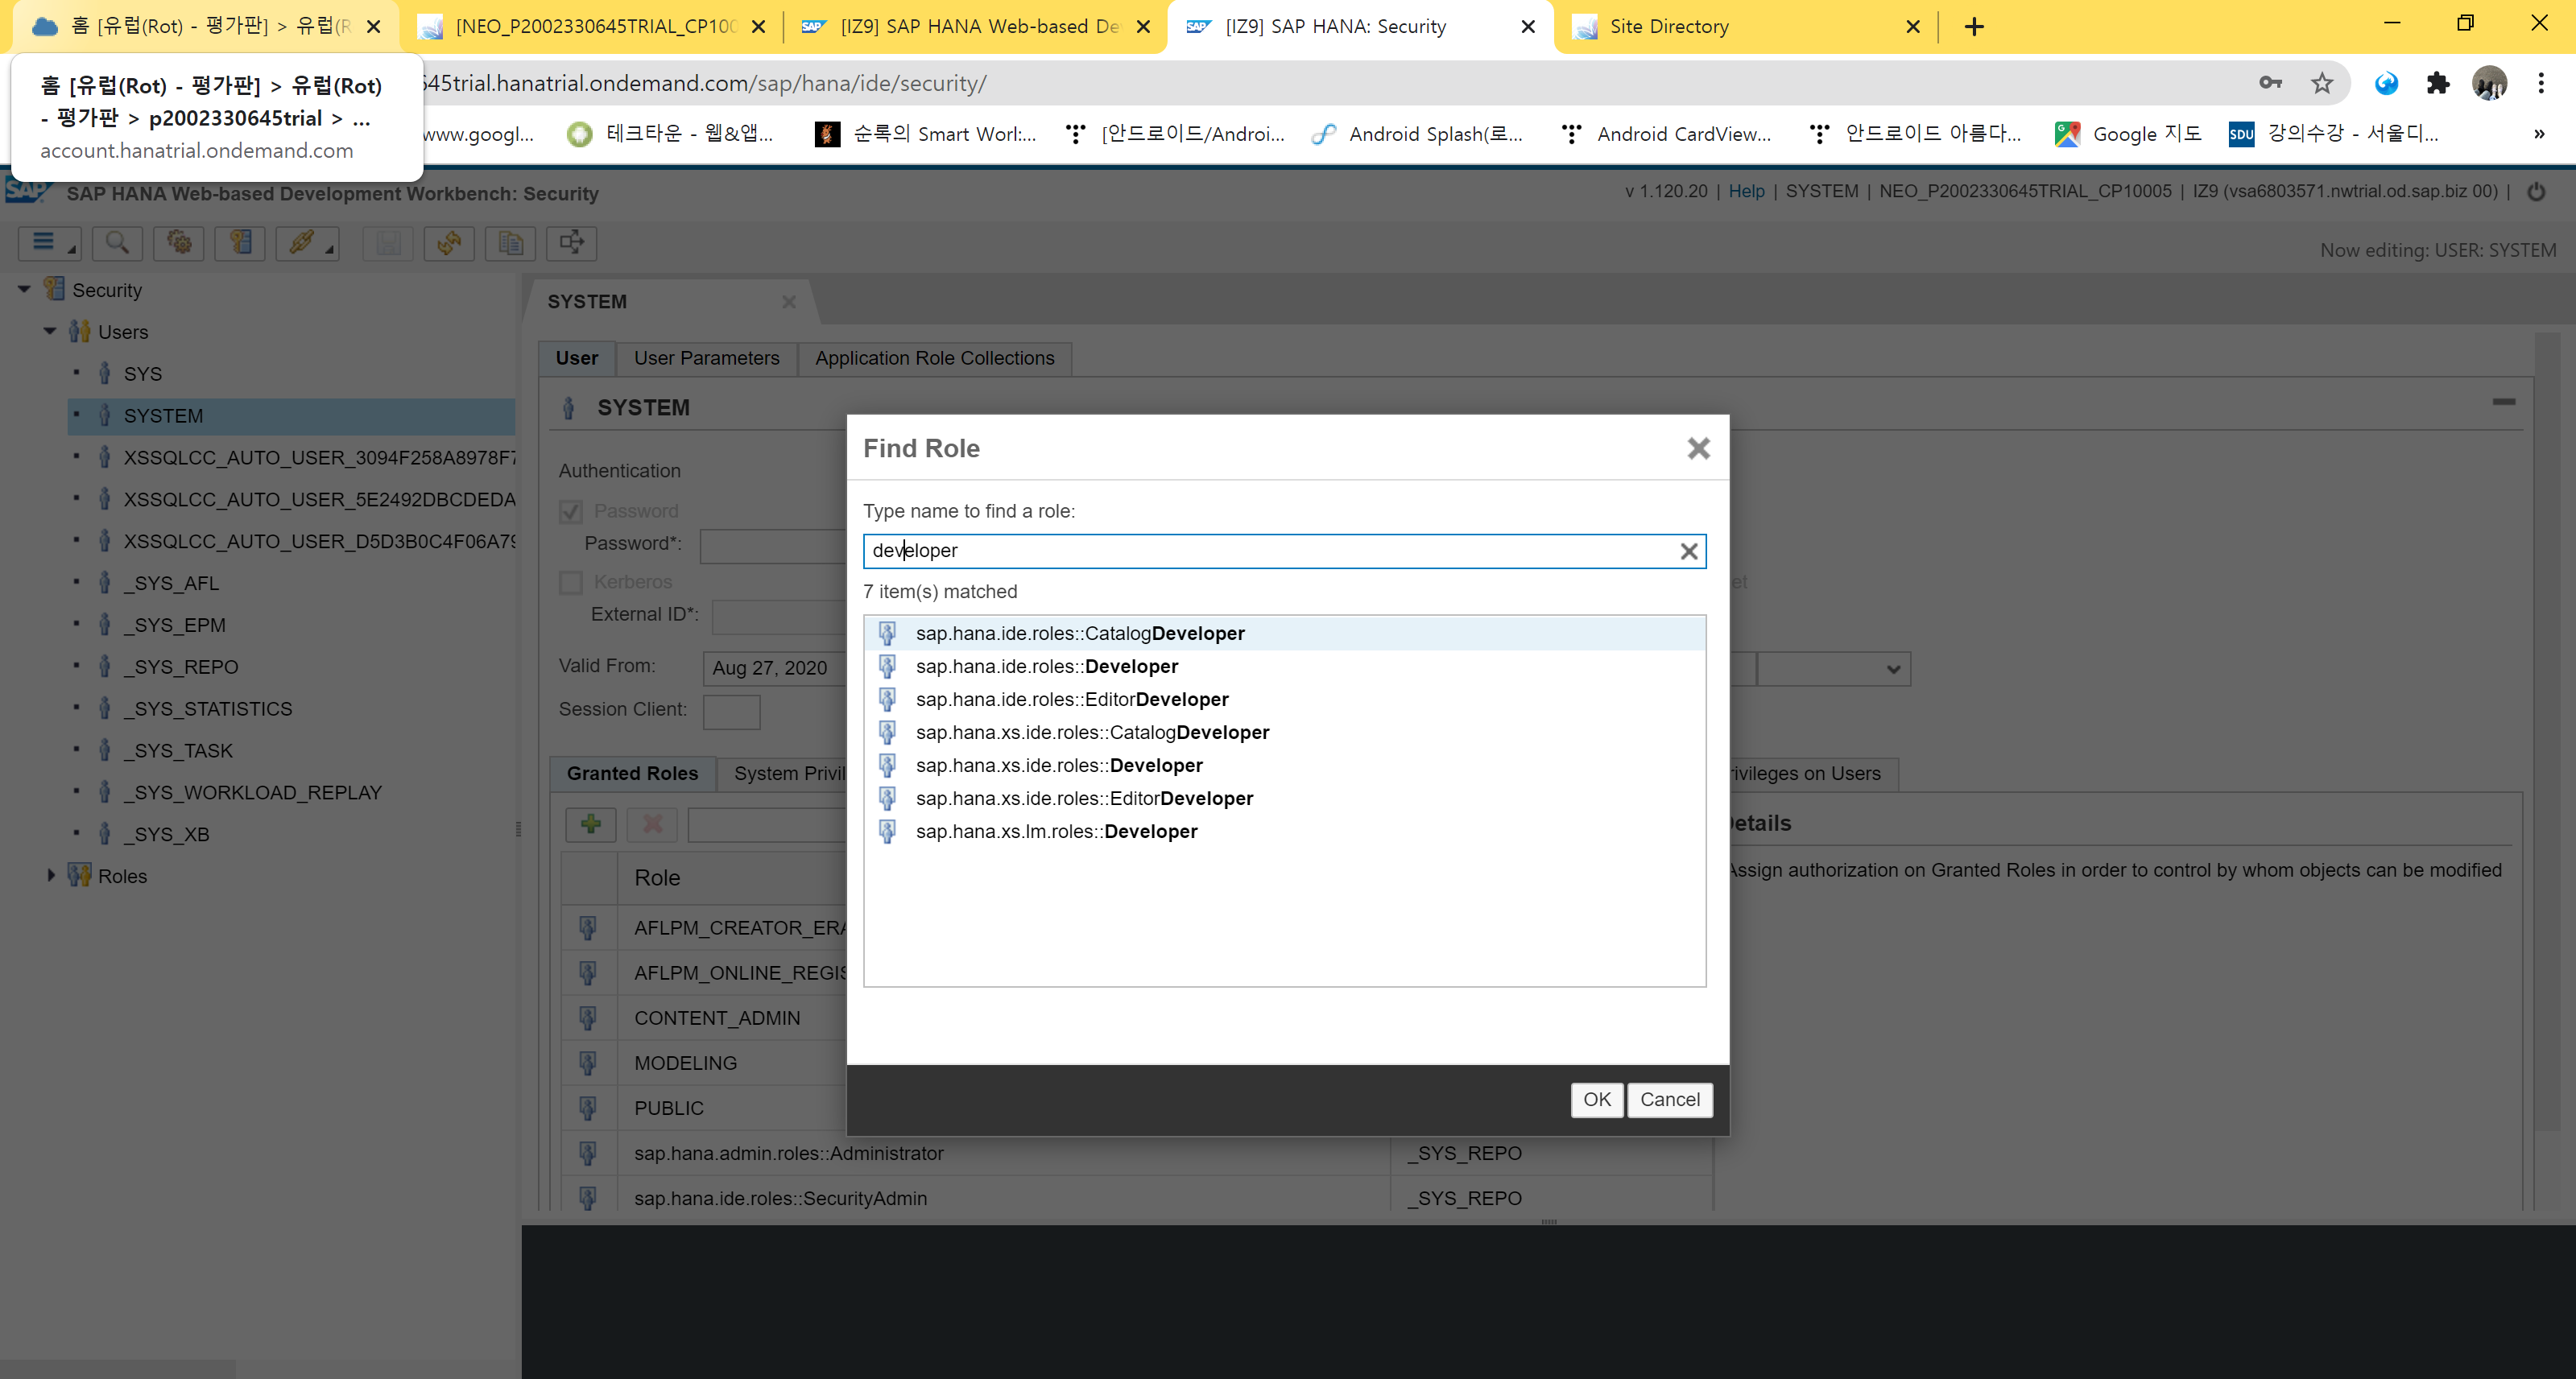 홈 [유럽(Rot) - 평가판] > 유럽(R
[NEO_P2002330645TRIAL_CP100
SAP [IZ9] SAP HANA Web-based De
SAP [IZ9] SAP HANA: Security
Site Directory
홈 [유럽(Rot) - 평가판] > 유럽(Rot)
- 평가판 > p2002330645trial > ...
account.hanatrial.ondemand.com
45trial.hanatrial.ondemand.com/sap/hana/ide/security/
www.googl...
테크타운 - 웹&앱...
순록의 Smart Worl:...
[안드로이드/Androi...
Android Splash(로...
Android CardView...
안드로이드 아름다...
Google 지도
SDU 강의수강 - 서울디...
»
SAP SAP HANA Web-based Development Workbench: Security
v 1.120.20 | Help | SYSTEM | NEO_P2002330645TRIAL_CP10005 | IZ9 (vsa6803571.nwtrial.od.sap.biz 00) |
Now editing: USER: SYSTEM
Security
Users
SYS
SYSTEM
XSSQLCC_AUTO_USER_3094F258A8978F7
XSSQLCC_AUTO_USER_5E2492DBCDEDA
XSSQLCC_AUTO_USER_D5D3B0C4F06A79
_SYS_AFL
_SYS_EPM
_SYS_REPO
_SYS_STATISTICS
_SYS_TASK
_SYS_WORKLOAD_REPLAY
_SYS_XB
Roles
SYSTEM
User
User Parameters
Application Role Collections
SYSTEM
Authentication
Password
Password*:
Kerberos
External ID*:
et
Valid From:
Aug 27, 2020
Session Client:
Granted Roles
System Privil
rivileges on Users
Role
AFLPM_CREATOR_ERA
AFLPM_ONLINE_REGIS
CONTENT_ADMIN
MODELING
PUBLIC
sap.hana.admin.roles::Administrator
_SYS_REPO
sap.hana.ide.roles::SecurityAdmin
_SYS_REPO
Details
Assign authorization on Granted Roles in order to control by whom objects can be modified
Find Role
Type name to find a role:
developer
7 item(s) matched
sap.hana.ide.roles::CatalogDeveloper
sap.hana.ide.roles::Developer
sap.hana.ide.roles::EditorDeveloper
sap.hana.xs.ide.roles::CatalogDeveloper
sap.hana.xs.ide.roles::Developer
sap.hana.xs.ide.roles::EditorDeveloper
sap.hana.xs.lm.roles::Developer
OK
Cancel